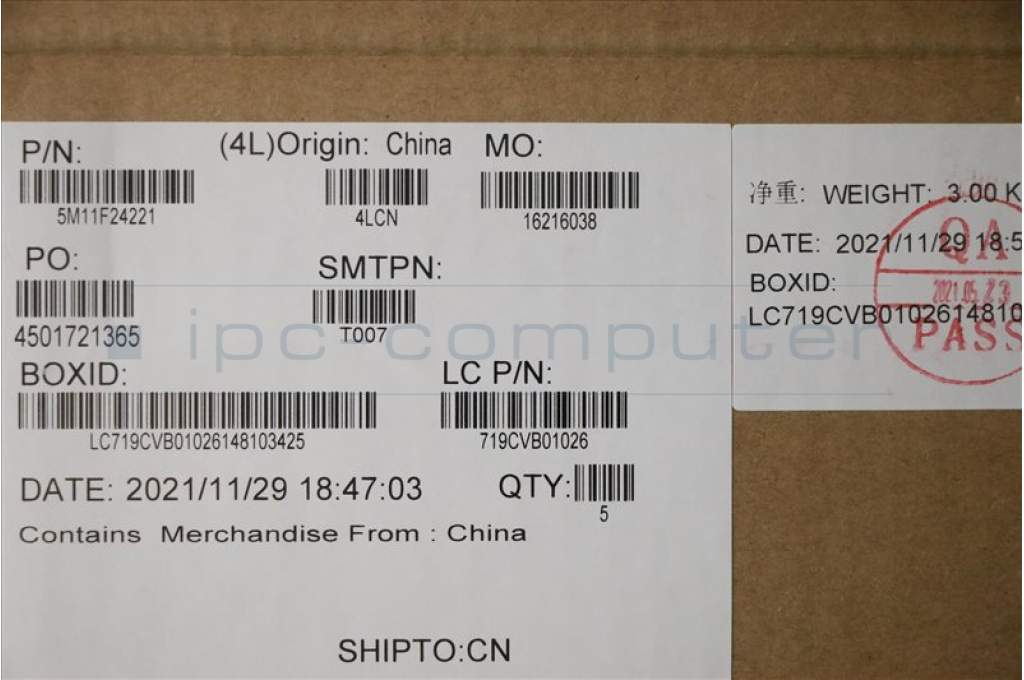 P/N: (4L)Origin: China MO:
5M11F24221 4LCN 16216038
PO: SMTPN:
4501721365 T007
BOXID: LC P/N:
LC719CVB01026148103425 719CVB01026
DATE: 2021/11/29 18:47:03 QTY:
5
Contains Merchandise From : China
SHIPTO:CN
净重: WEIGHT: 3.00 K
DATE: 2021/11/29 18:5
BOXID:
LC719CVB0102614810
QA
PASS
ipc-computer